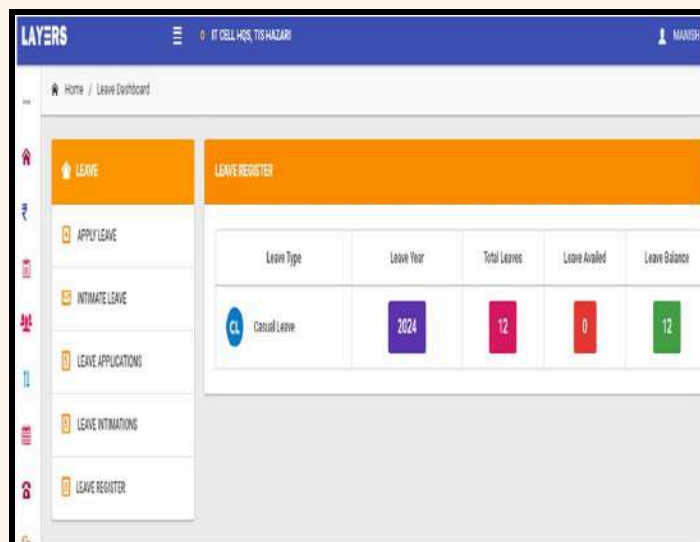 LAYΞRS
IT CELL HQS, TIS HAZARI
MANISH
Home / Leave Dashboard
LEAVE
APPLY LEAVE
INTIMATE LEAVE
LEAVE APPLICATIONS
LEAVE INTIMATIONS
LEAVE REGISTER
LEAVE REGISTER
Leave Type Leave Year Total Leaves Leave Availed Leave Balance
CL Casual Leave 2024 12 0 12